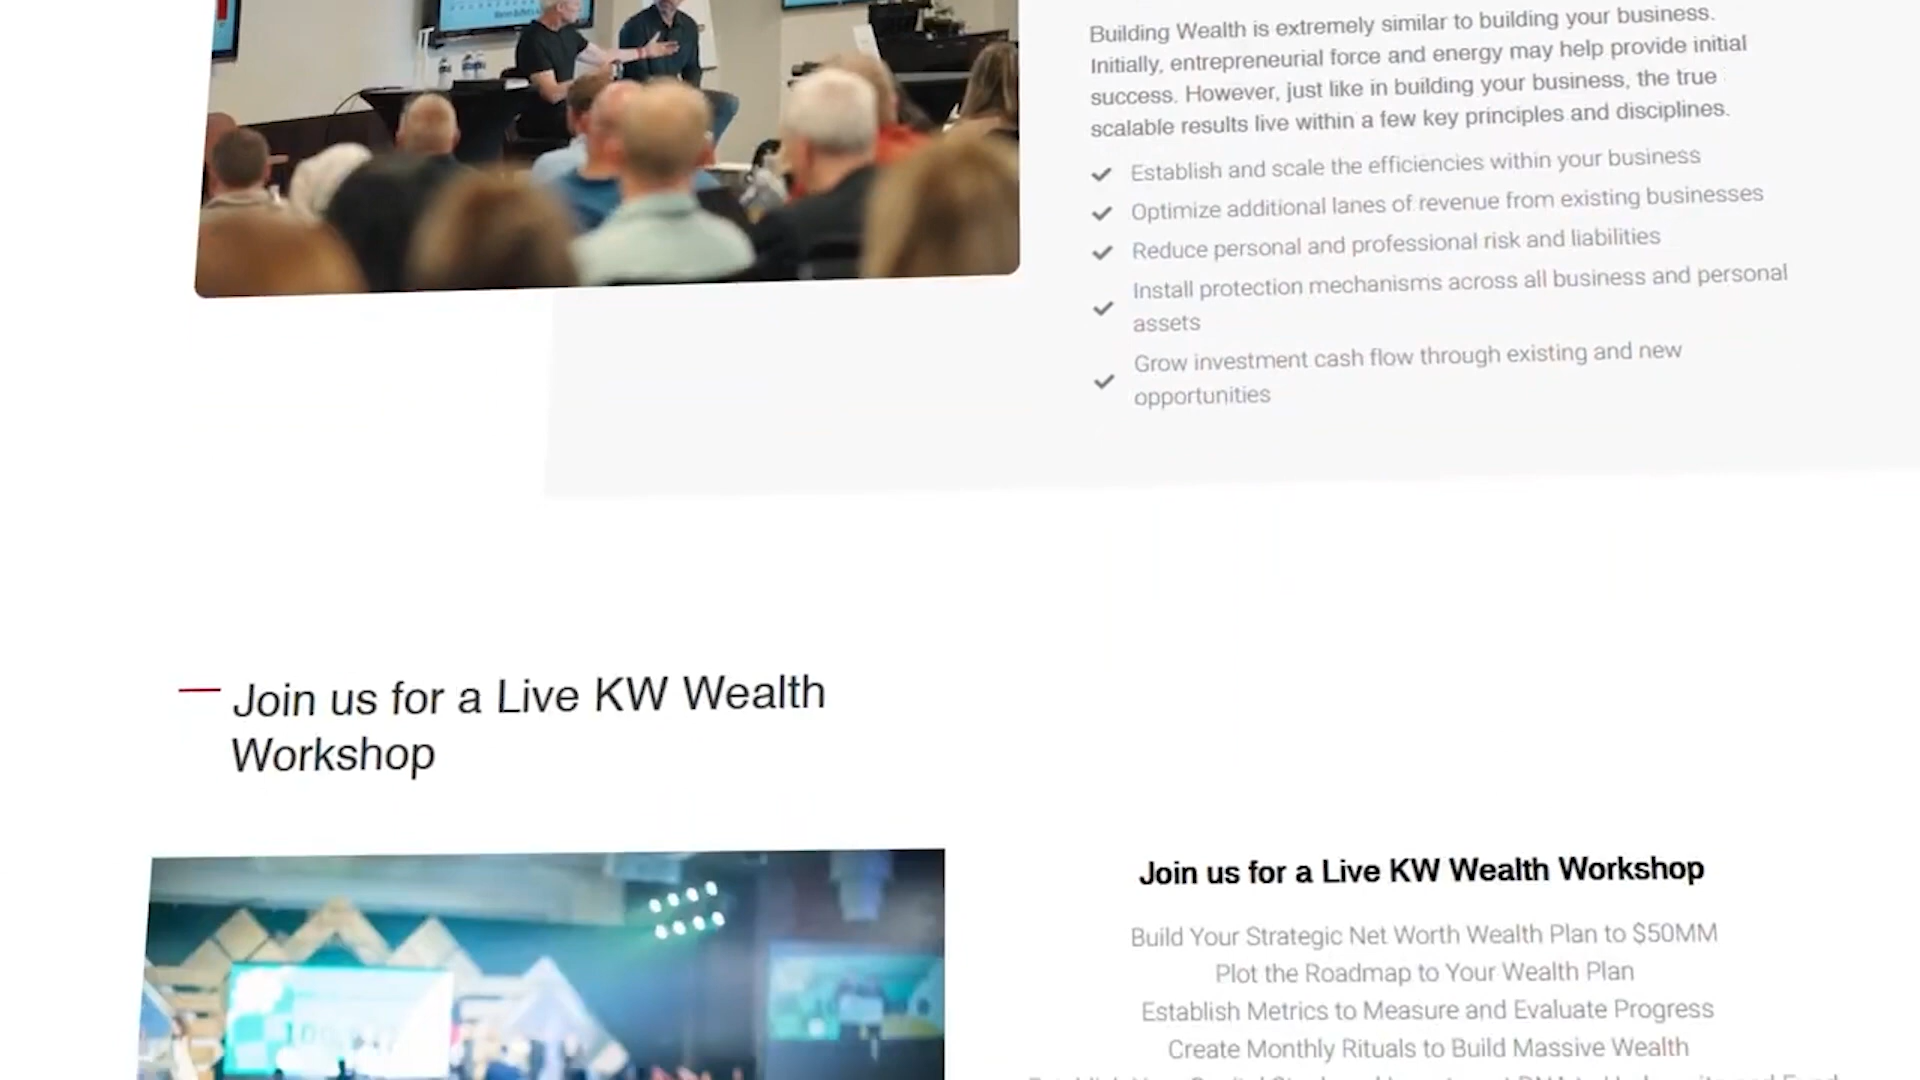 Building Wealth is extremely similar to building your business.
Initially, entrepreneurial force and energy may help provide initial
success. However, just like in building your business, the true
scalable results live within a few key principles and disciplines.
Establish and scale the efficiencies within your business
Optimize additional lanes of revenue from existing businesses
Reduce personal and professional risk and liabilities
Install protection mechanisms across all business and personal
assets
Grow investment cash flow through existing and new
opportunities
Join us for a Live KW Wealth
Workshop
Join us for a Live KW Wealth Workshop
Build Your Strategic Net Worth Wealth Plan to $50MM
Plot the Roadmap to Your Wealth Plan
Establish Metrics to Measure and Evaluate Progress
Create Monthly Rituals to Build Massive Wealth